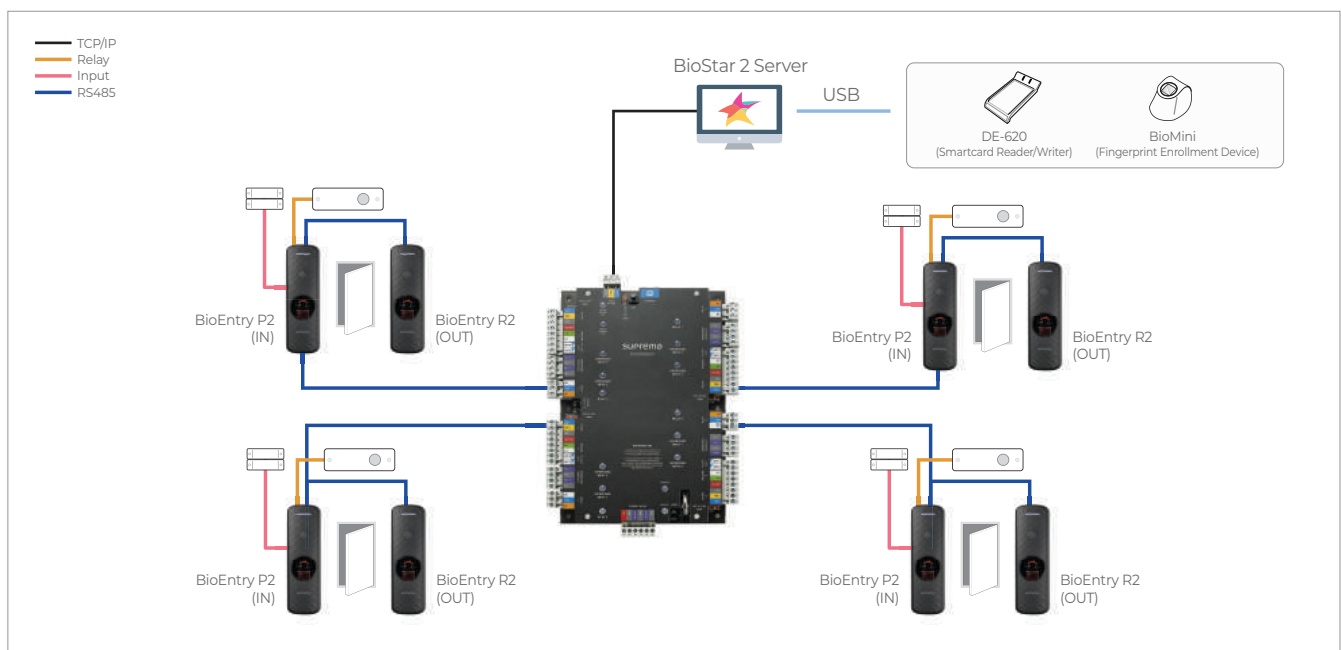 TCP/IP
Relay
Input
RS485
BioStar 2 Server
USB
DE-620
(Smartcard Reader/Writer)
BioMini
(Fingerprint Enrollment Device)
BioEntry P2
(IN)
BioEntry R2
(OUT)
BioEntry P2
(IN)
BioEntry R2
(OUT)
suprema
BioEntry P2
(IN)
BioEntry R2
(OUT)
BioEntry P2
(IN)
BioEntry R2
(OUT)